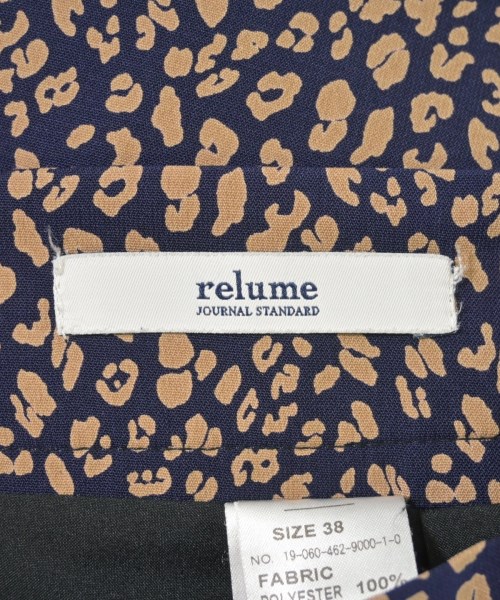 relume
JOURNAL STANDARD
SIZE 38
NO. 19-060-462-9000-1-0
FABRIC
POLYESTER 100%